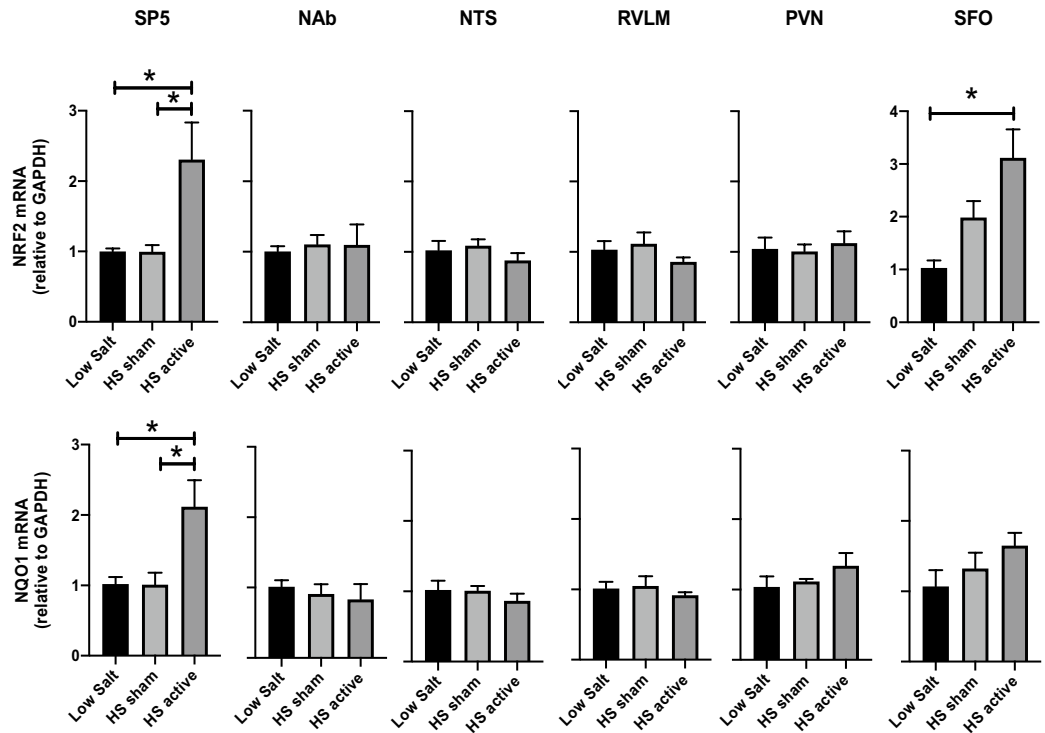 SP5 NAb NTS RVLM PVN SFO
* *
*
3 4
3
2
2
1
1
0 0
NRF2 mRNA
(relative to GAPDH)
Low Salt HS sham HS active Low Salt HS sham HS active Low Salt HS sham HS active Low Salt HS sham HS active Low Salt HS sham HS active Low Salt HS sham HS active
*
*
3
2
1
0
NQO1 mRNA
(relative to GAPDH)
Low Salt HS sham HS active Low Salt HS sham HS active Low Salt HS sham HS active Low Salt HS sham HS active Low Salt HS sham HS active Low Salt HS sham HS active